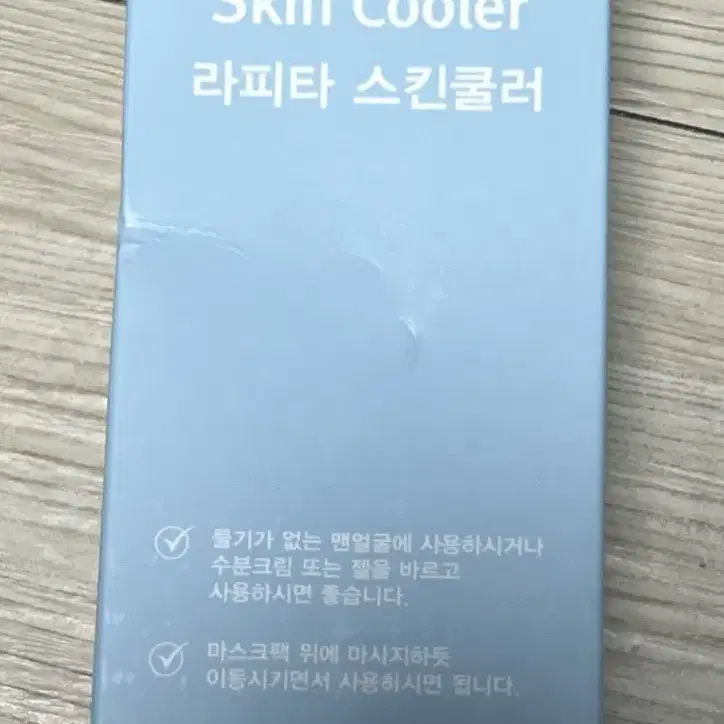 Skin Cooler
라피타 스킨쿨러
물기가 없는 맨얼굴에 사용하시거나
수분크림 또는 젤을 바르고
사용하시면 좋습니다.
마스크팩 위에 마시지하듯
이동시키면서 사용하시면 됩니다.